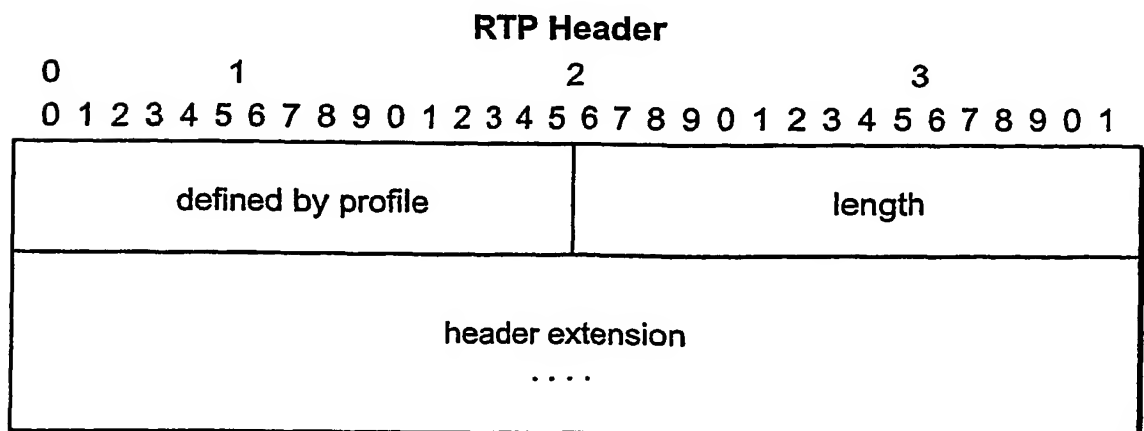 RTP Header
0 1 2 3
0 1 2 3 4 5 6 7 8 9 0 1 2 3 4 5 6 7 8 9 0 1 2 3 4 5 6 7 8 9 0 1
defined by profile length
header extension
....